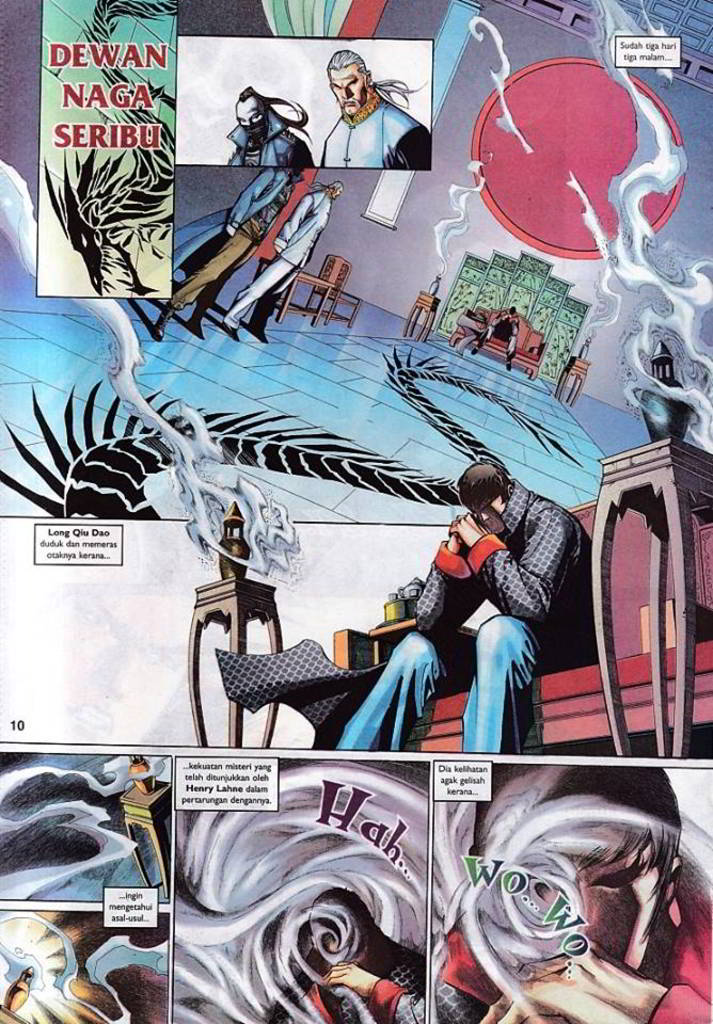 DEWAN
NAGA
SERIBU
Sudah tiga hari
tiga malam....
Long Qiu Dao
duduk dan memeras
otaknya kerana...
10
...ingin
mengetahui
asal-usul...
...kekuatan misteri yang
telah ditunjukkan oleh
Henry Lahne dalam
pertarungan dengannya.
Hah...
Dia kelihatan
agak gelisah
kerana...
WO...
WO...